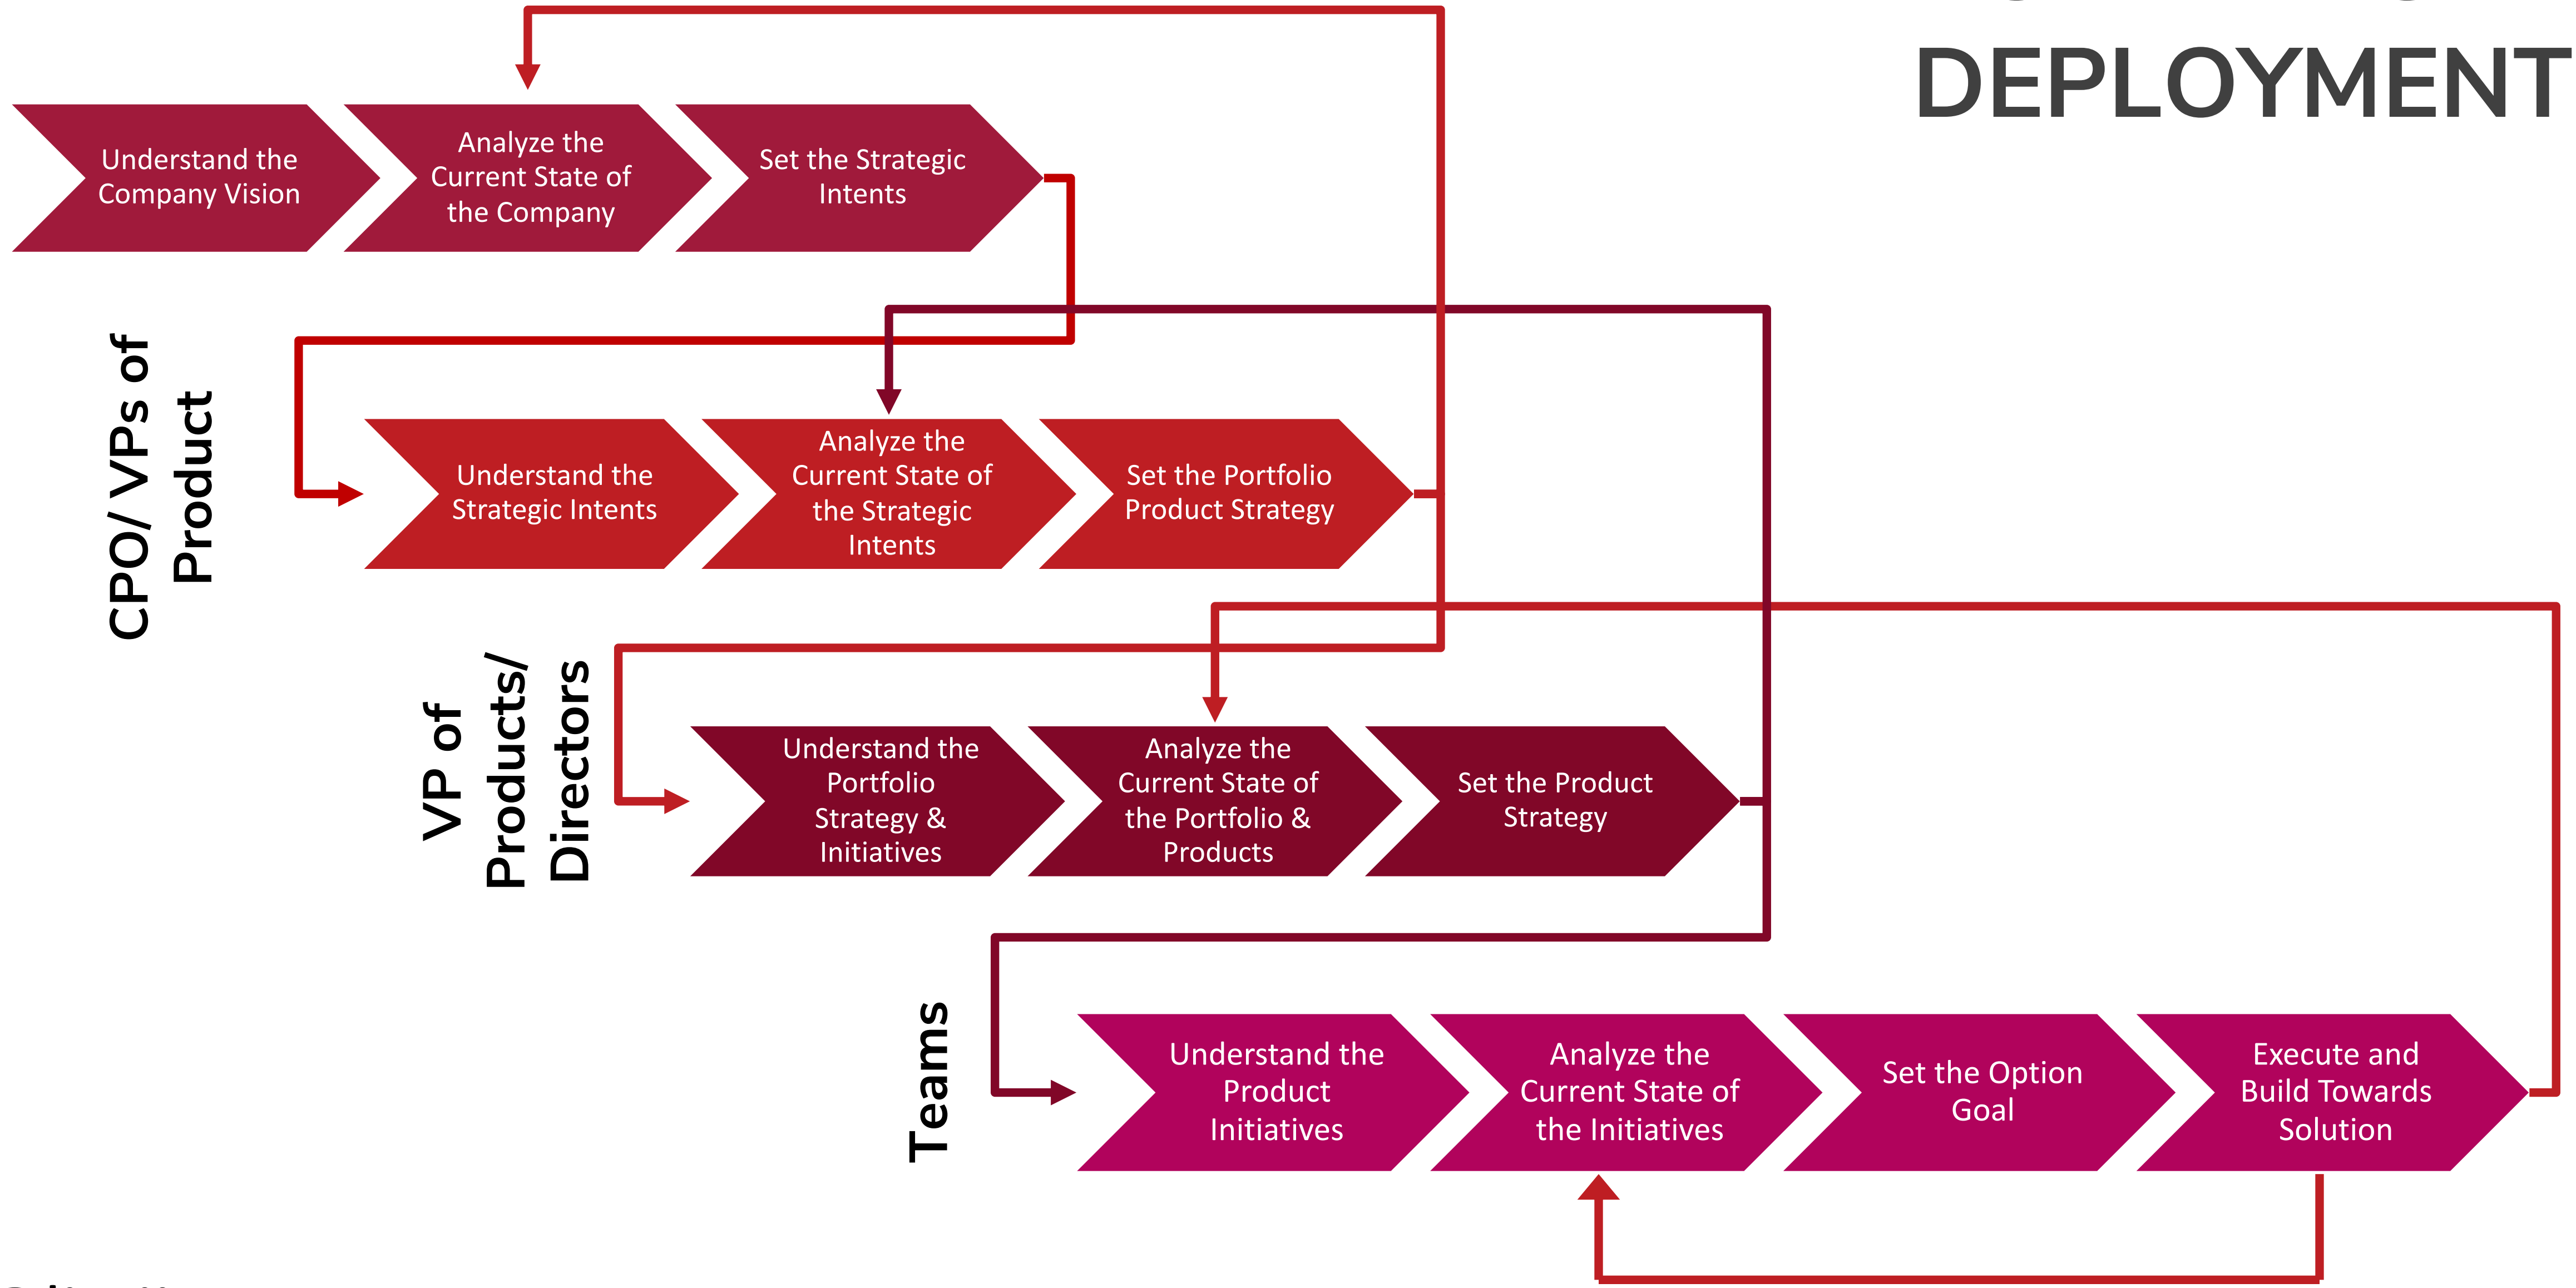 DEPLOYMENT
Understand the
Company Vision
Analyze the
Current State of
the Company
Set the Strategic
Intents
CPO/ VPs of
Product
Understand the
Strategic Intents
Analyze the
Current State of
the Strategic
Intents
Set the Portfolio
Product Strategy
VP of
Products/
Directors
Understand the
Portfolio
Strategy &
Initiatives
Analyze the
Current State of
the Portfolio &
Products
Set the Product
Strategy
Teams
Understand the
Product
Initiatives
Analyze the
Current State of
the Initiatives
Set the Option
Goal
Execute and
Build Towards
Solution